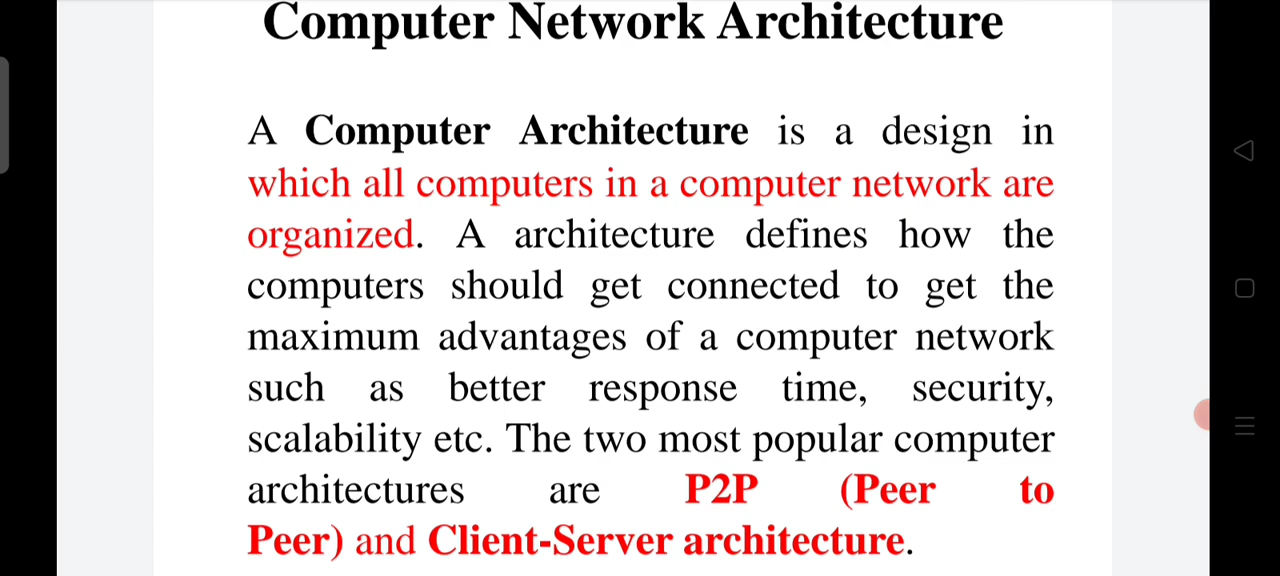 Computer Network Architecture
A Computer Architecture is a design in
which all computers in a computer network are
organized. A architecture defines how the
computers should get connected to get the
maximum advantages of a computer network
such as better response time, security,
scalability etc. The two most popular computer
architectures are P2P (Peer to
Peer) and Client-Server architecture.